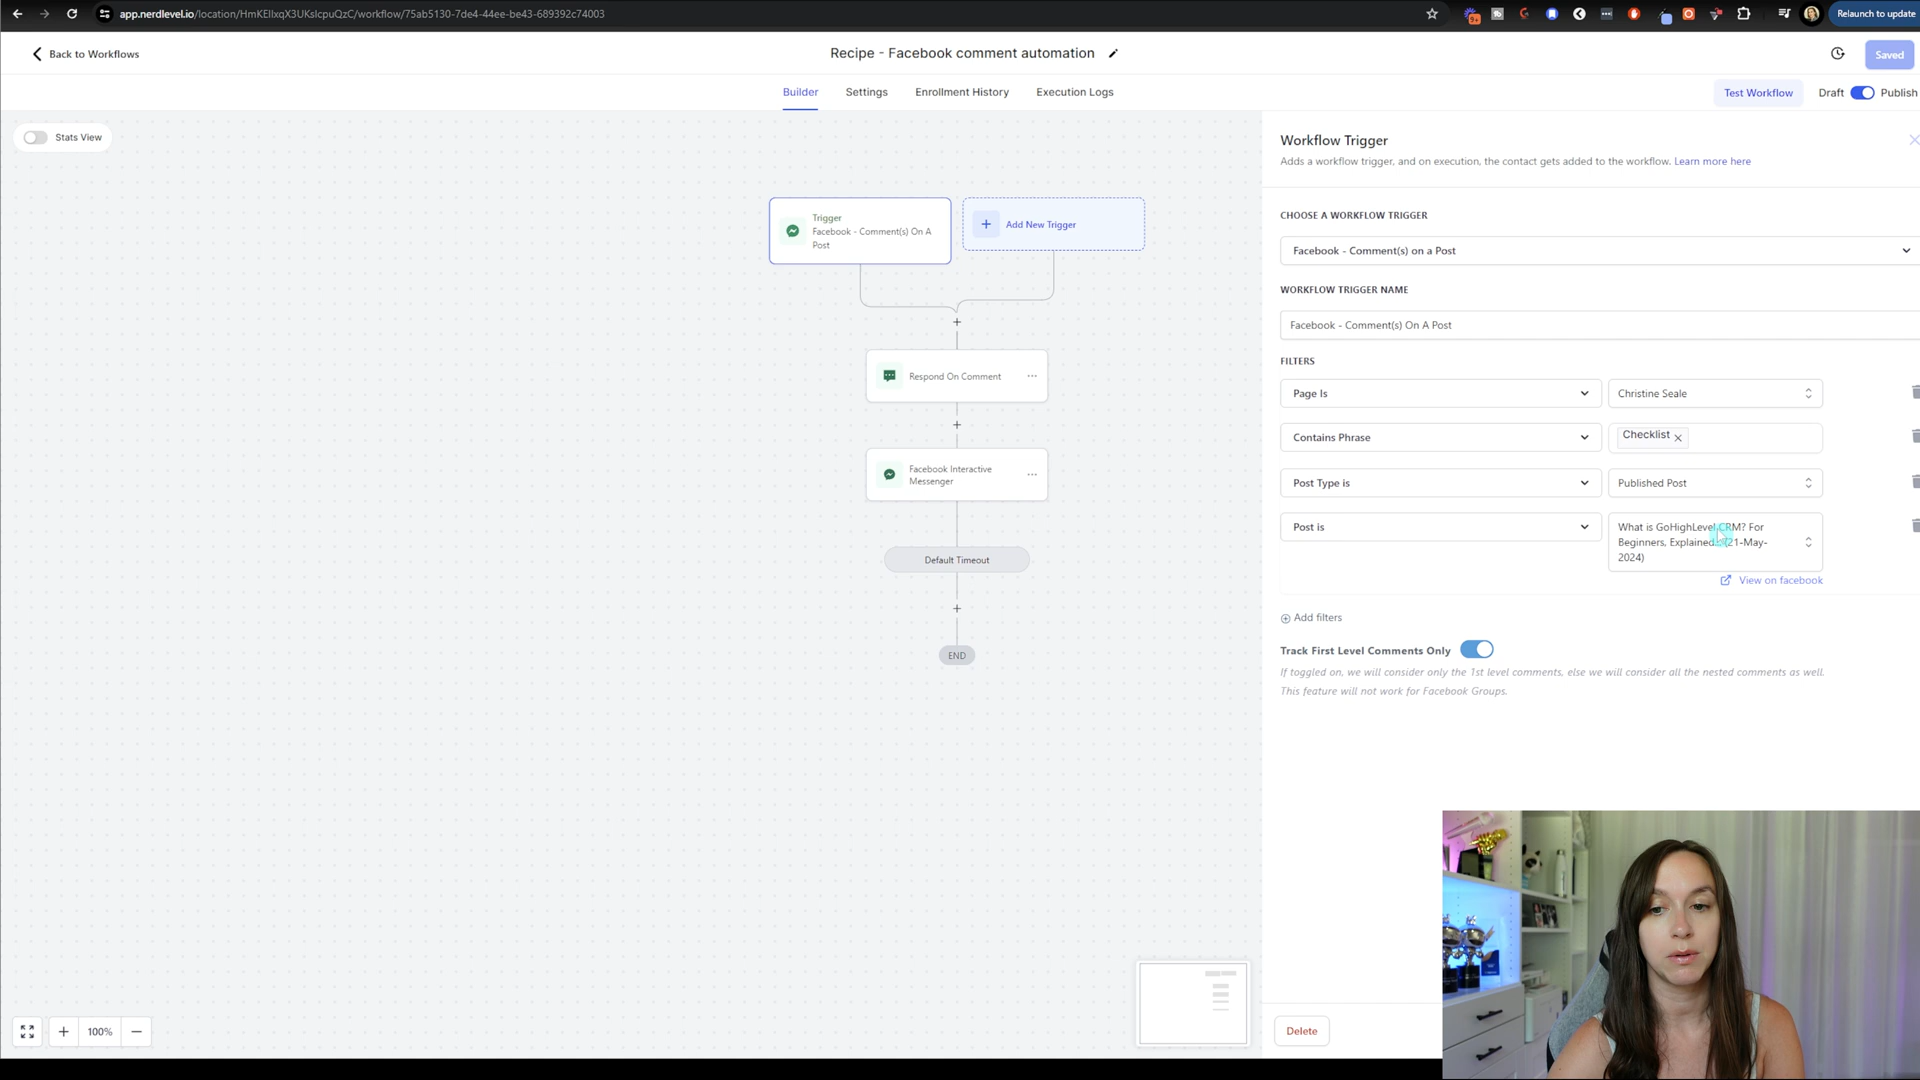 app.nerdlevel.io/location/HmKEIlxqX3UKslcpuQzC/workflow/75ab5130-7de4-44ee-be43-689392c74003
9+
Relaunch to update
Back to Workflows
Recipe - Facebook comment automation
Saved
Builder
Settings
Enrollment History
Execution Logs
Test Workflow
Draft
Publish
Stats View
Trigger
Facebook - Comment(s) On A
Post
Add New Trigger
Respond On Comment
Facebook Interactive
Messenger
Default Timeout
END
100%
Workflow Trigger
Adds a workflow trigger, and on execution, the contact gets added to the workflow. Learn more here
CHOOSE A WORKFLOW TRIGGER
Facebook - Comment(s) on a Post
WORKFLOW TRIGGER NAME
Facebook - Comment(s) On A Post
FILTERS
Page Is
Christine Seale
Contains Phrase
Checklist
Post Type is
Published Post
Post is
What is GoHighLevel CRM? For
Beginners, Explained...(21-May-
2024)
View on facebook
Add filters
Track First Level Comments Only
If toggled on, we will consider only the 1st level comments, else we will consider all the nested comments as well.
This feature will not work for Facebook Groups.
Delete